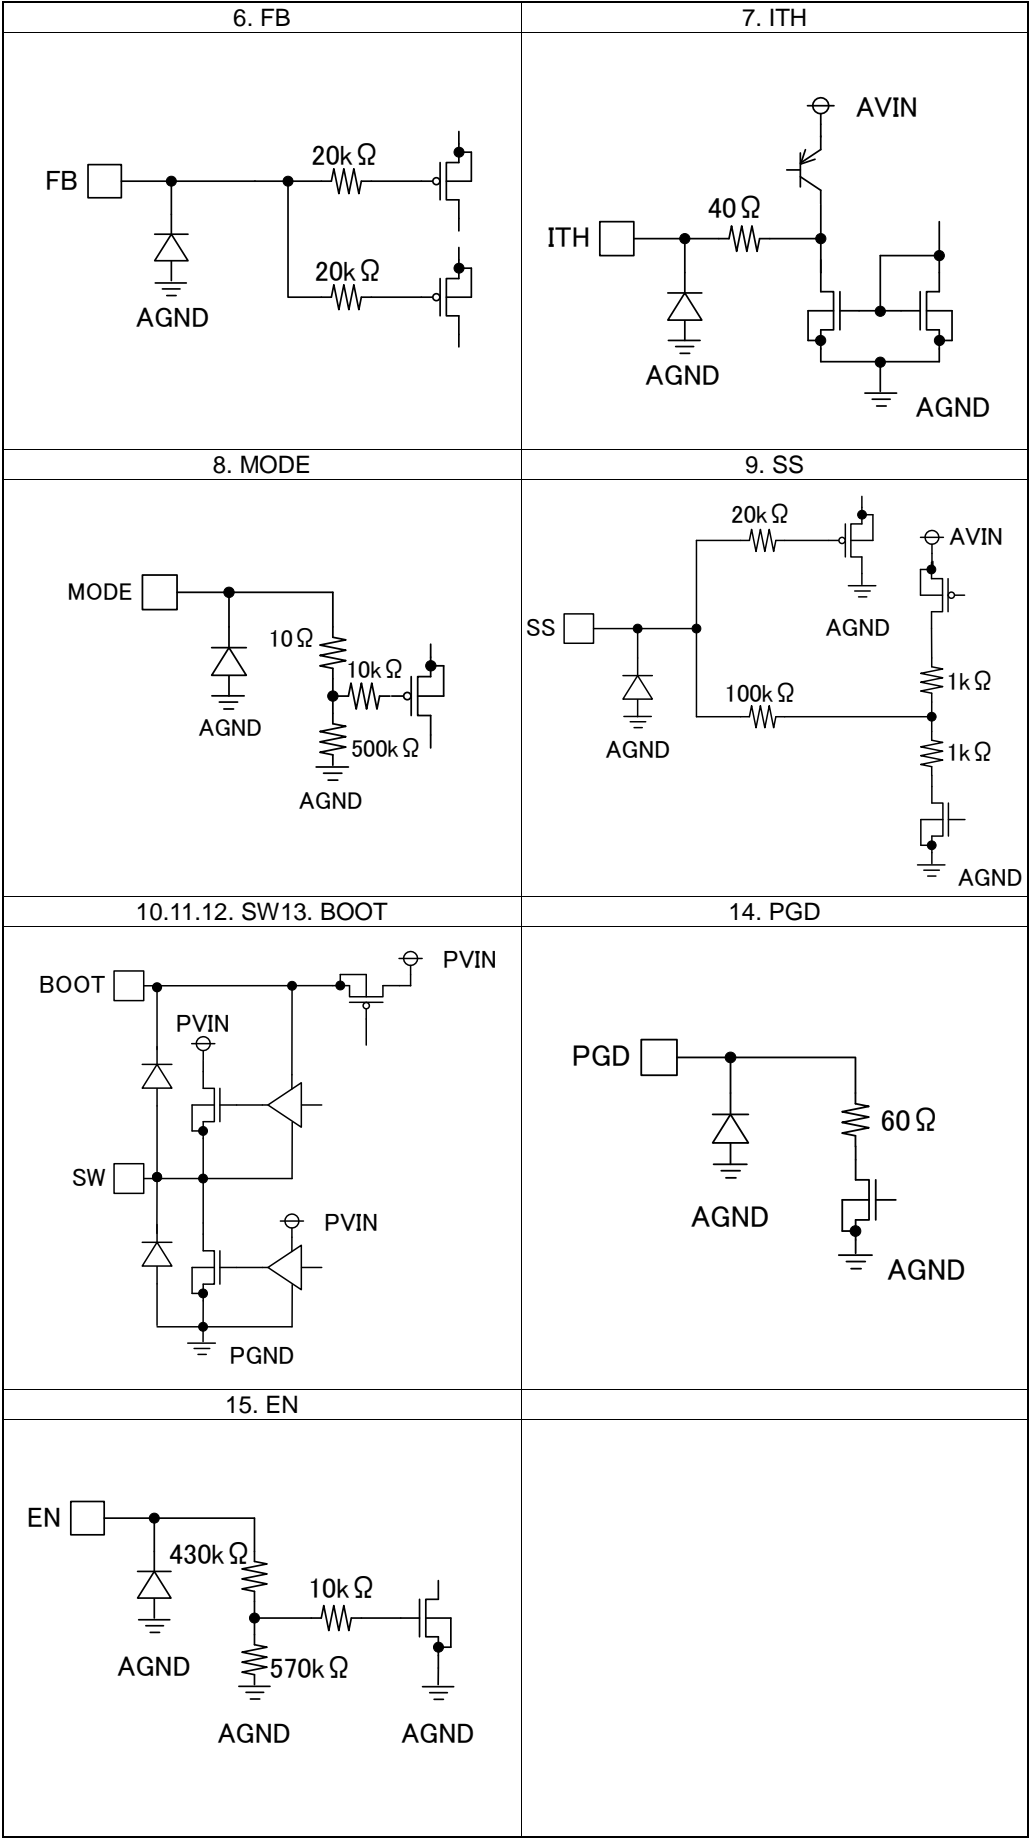 6. FB
7. ITH
FB
20kΩ
20kΩ
AGND
AVIN
40Ω
ITH
AGND
AGND
8. MODE
9. SS
MODE
10Ω
10kΩ
500kΩ
AGND
AGND
20kΩ
AVIN
SS
AGND
1kΩ
100kΩ
AGND
1kΩ
AGND
10.11.12. SW13. BOOT
14. PGD
BOOT
PVIN
PVIN
SW
PVIN
PGND
PGD
60Ω
AGND
AGND
15. EN
EN
430kΩ
10kΩ
570kΩ
AGND
AGND
AGND